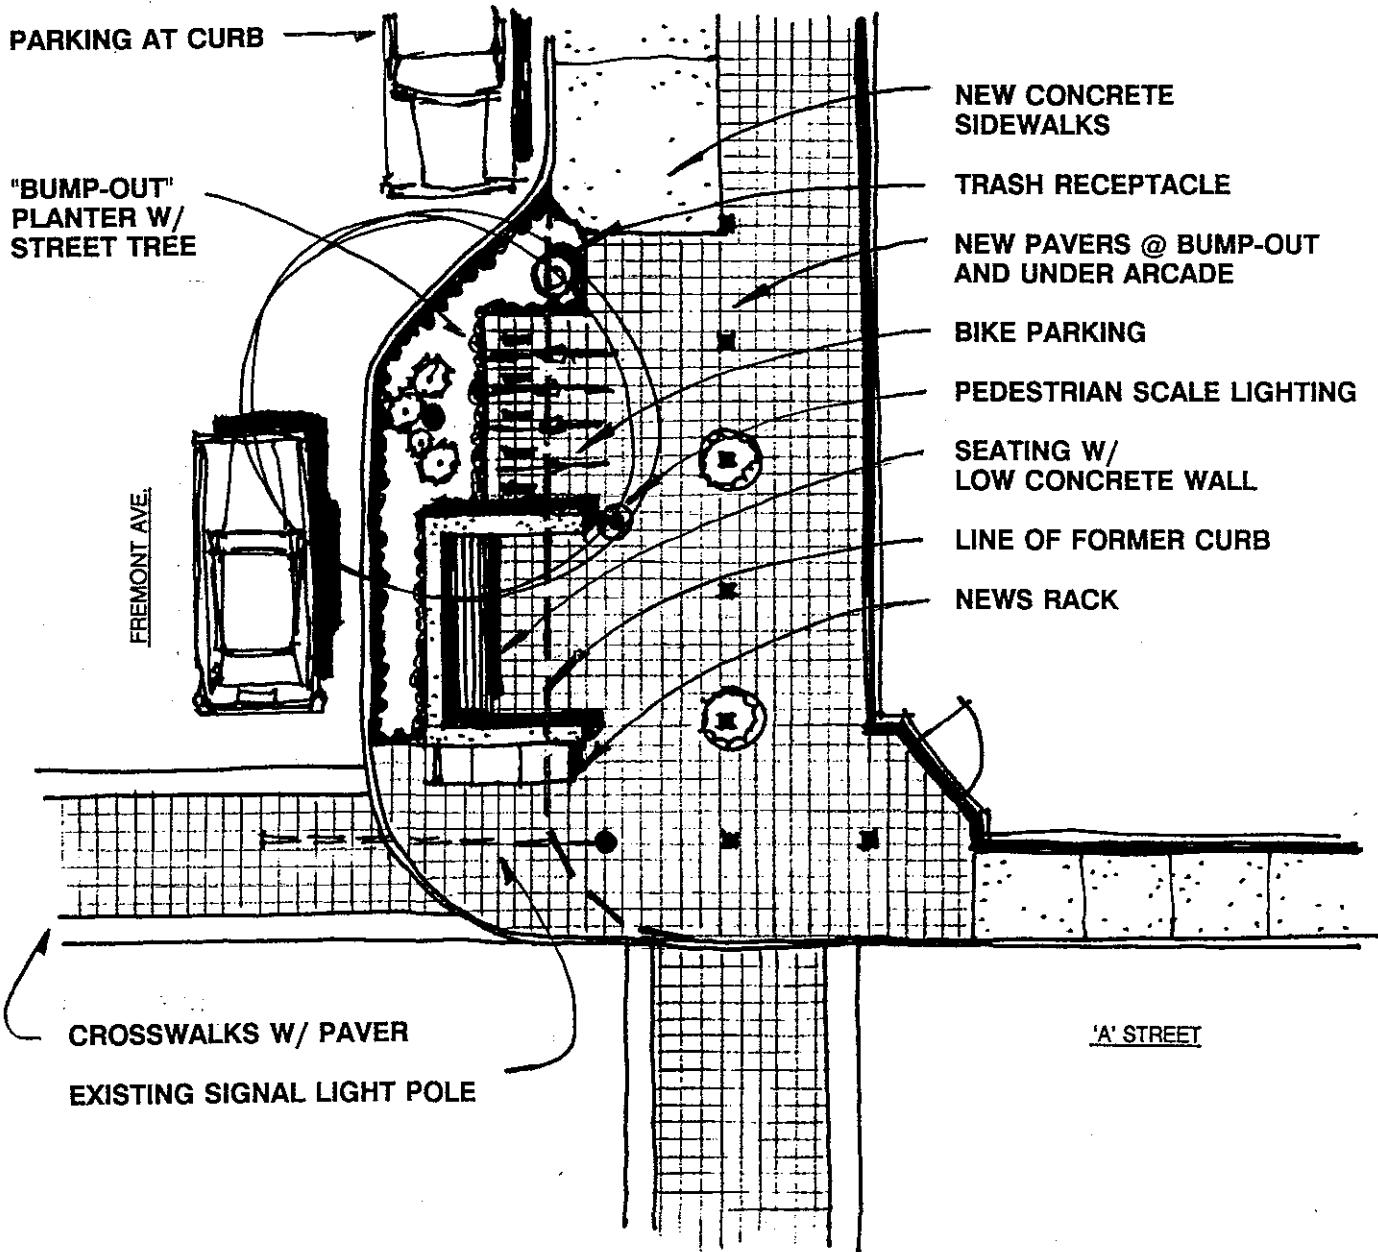 PARKING AT CURB
"BUMP-OUT"
PLANTER W/
STREET TREE
NEW CONCRETE
SIDEWALKS
TRASH RECEPTACLE
NEW PAVERS @ BUMP-OUT
AND UNDER ARCADE
BIKE PARKING
PEDESTRIAN SCALE LIGHTING
SEATING W/
LOW CONCRETE WALL
LINE OF FORMER CURB
NEWS RACK
FREMONT AVE.
CROSSWALKS W/ PAVER
EXISTING SIGNAL LIGHT POLE
'A' STREET